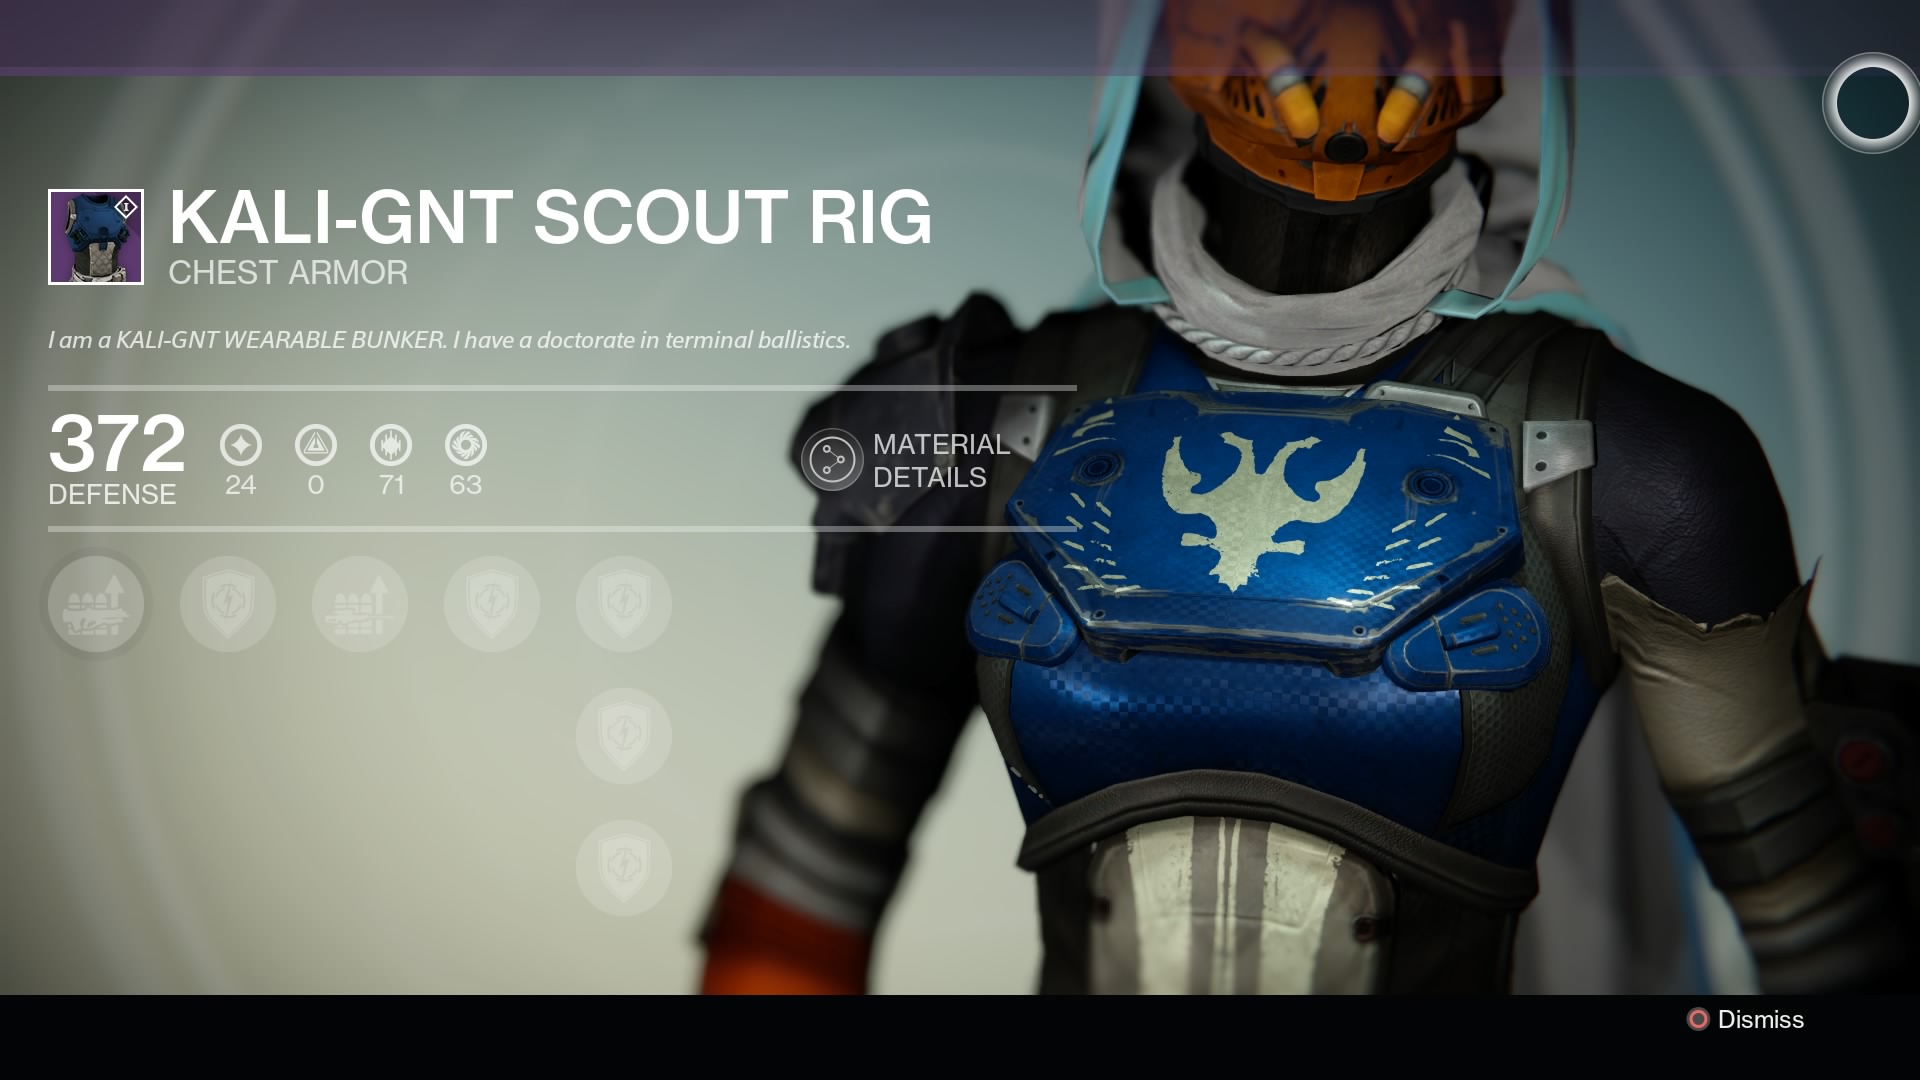 KALI-GNT SCOUT RIG
CHEST ARMOR
I am a KALI-GNT WEARABLE BUNKER. I have a doctorate in terminal ballistics.
372
DEFENSE
24 0 71 63
MATERIAL
DETAILS
Dismiss